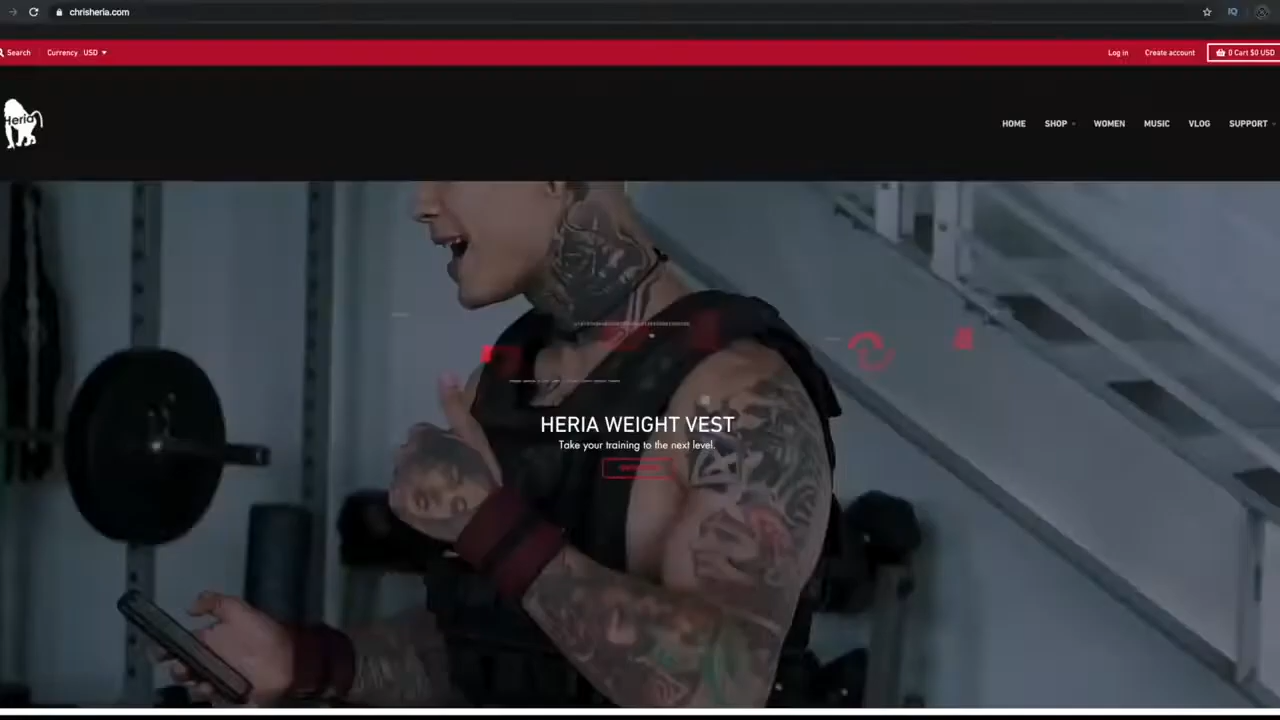 chrisheria.com
IQ
Search
Currency USD
Log in
Create account
0 Cart $0 USD
Heria
HOME
SHOP
WOMEN
MUSIC
VLOG
SUPPORT
HERIA WEIGHT VEST
Take your training to the next level.